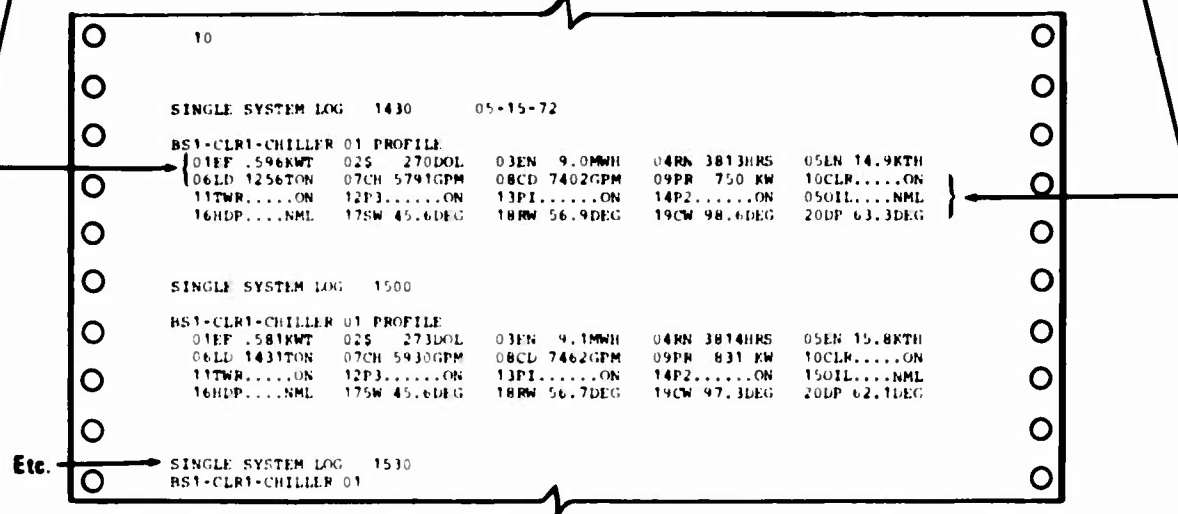 10
SINGLE SYSTEM LOG 1430 05-15-72
BS1-CLR1-CHILLER 01 PROFILE
01EF .596KWT 02$ 270DOL 03EN 9.0MWH 04RN 3813HRS 05EN 14.9KTH
06LD 1256TON 07CH 5791GPM 08CD 7402GPM 09PR 750 KW 10CLR.....ON
11TWR.....ON 12P3......ON 13PI......ON 14P2......ON 050IL....NML
16HDP....NML 17SW 45.6DEG 18RW 56.9DEG 19CW 98.6DEG 20DP 63.3DEG
SINGLE SYSTEM LOG 1500
BS1-CLR1-CHILLER 01 PROFILE
01EF .581KWT 02$ 273DOL 03EN 9.1MWH 04RN 3814HRS 05EN 15.8KTH
06LD 1431TON 07CH 5930GPM 08CD 7462GPM 09PR 831 KW 10CLR.....ON
11TWR.....ON 12P3......ON 13PI......ON 14P2......ON 150IL....NML
16HDP....NML 17SW 45.6DEG 18RW 56.7DEG 19CW 97.3DEG 20DP 62.1DEG
Etc. SINGLE SYSTEM LOG 1530
BS1-CLR1-CHILLER 01